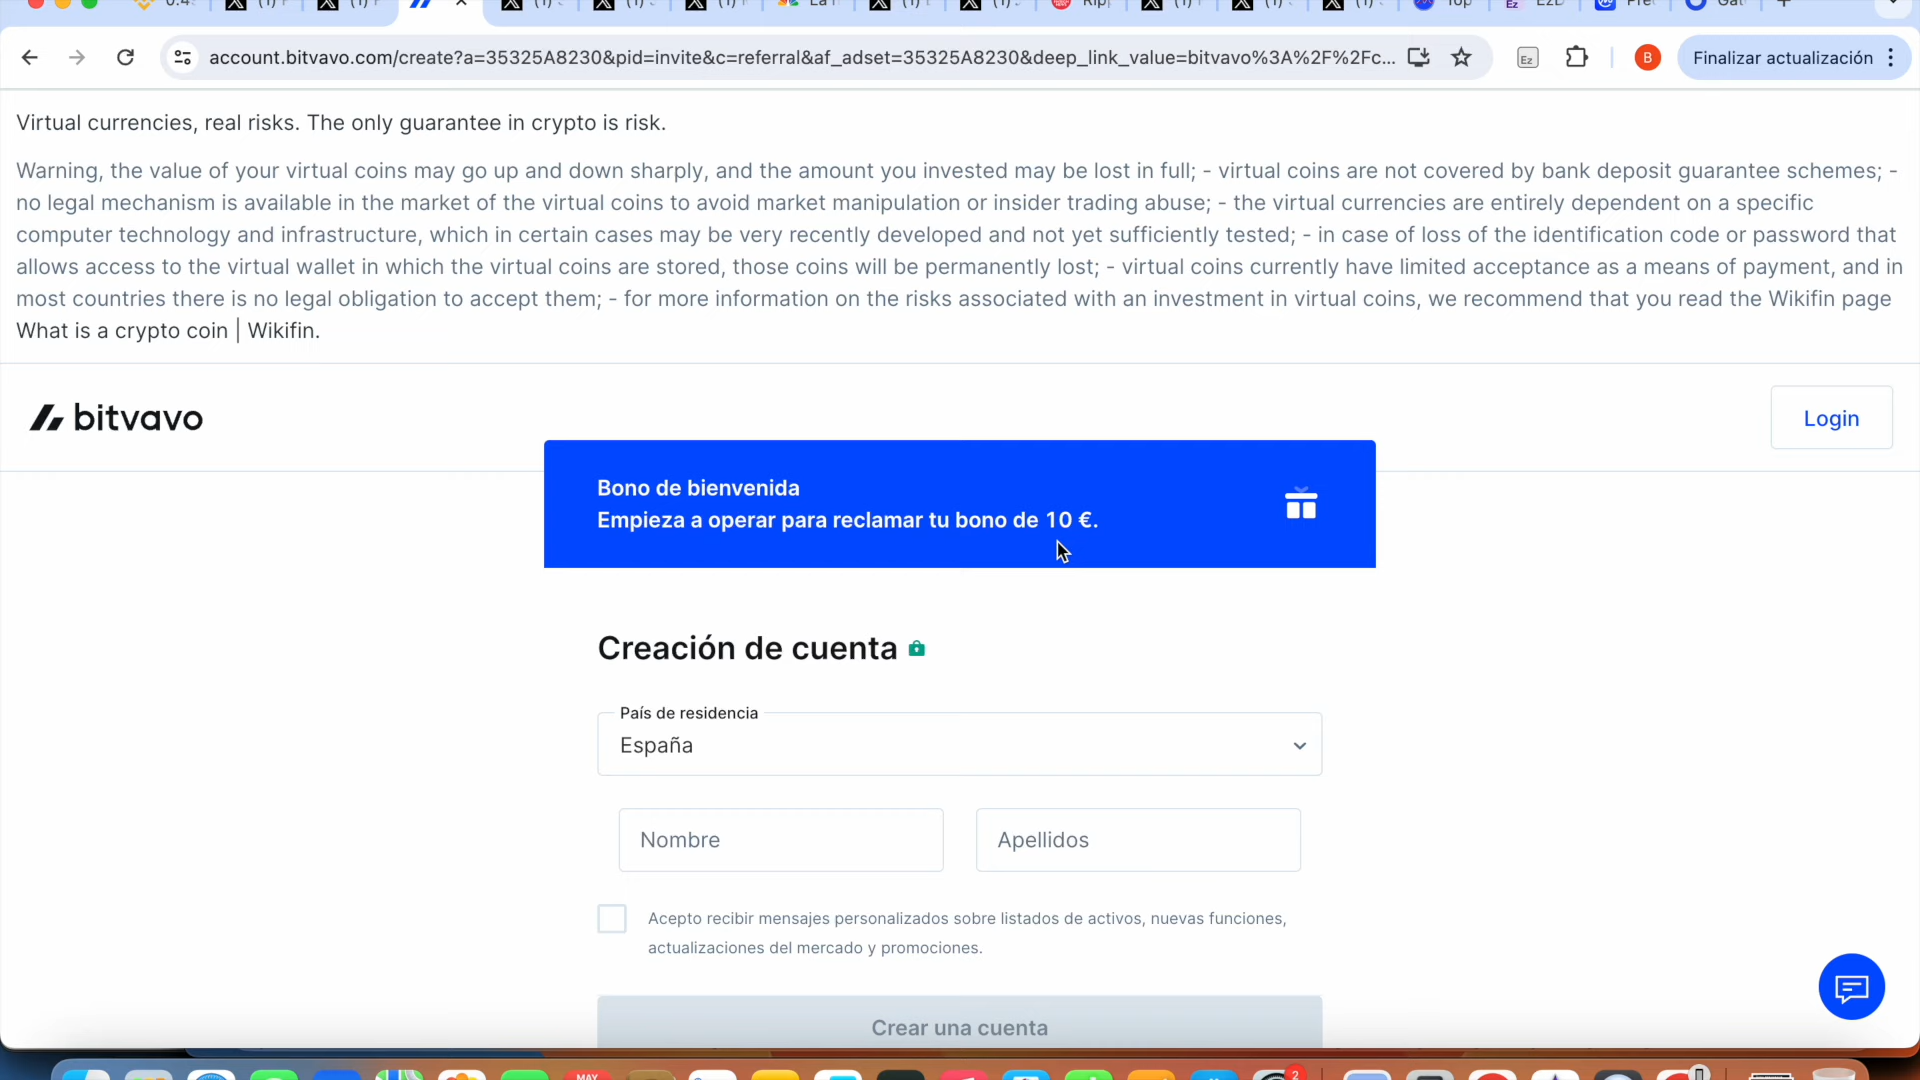 account.bitvavo.com/create?a=35325A8230&pid=invite&c=referral&af_adset=35325A8230&deep_link_value=bitvavo%3A%2F%2Fc...
Ez
B
Finalizar actualización
Virtual currencies, real risks. The only guarantee in crypto is risk.
Warning, the value of your virtual coins may go up and down sharply, and the amount you invested may be lost in full; - virtual coins are not covered by bank deposit guarantee schemes; -
no legal mechanism is available in the market of the virtual coins to avoid market manipulation or insider trading abuse; - the virtual currencies are entirely dependent on a specific
computer technology and infrastructure, which in certain cases may be very recently developed and not yet sufficiently tested; - in case of loss of the identification code or password that
allows access to the virtual wallet in which the virtual coins are stored, those coins will be permanently lost; - virtual coins currently have limited acceptance as a means of payment, and in
most countries there is no legal obligation to accept them; - for more information on the risks associated with an investment in virtual coins, we recommend that you read the Wikifin page
What is a crypto coin | Wikifin.
bitvavo
Login
Bono de bienvenida
Empieza a operar para reclamar tu bono de 10 €.
Creación de cuenta
País de residencia
España
Nombre
Apellidos
Acepto recibir mensajes personalizados sobre listados de activos, nuevas funciones,
actualizaciones del mercado y promociones.
Crear una cuenta
MAY
2